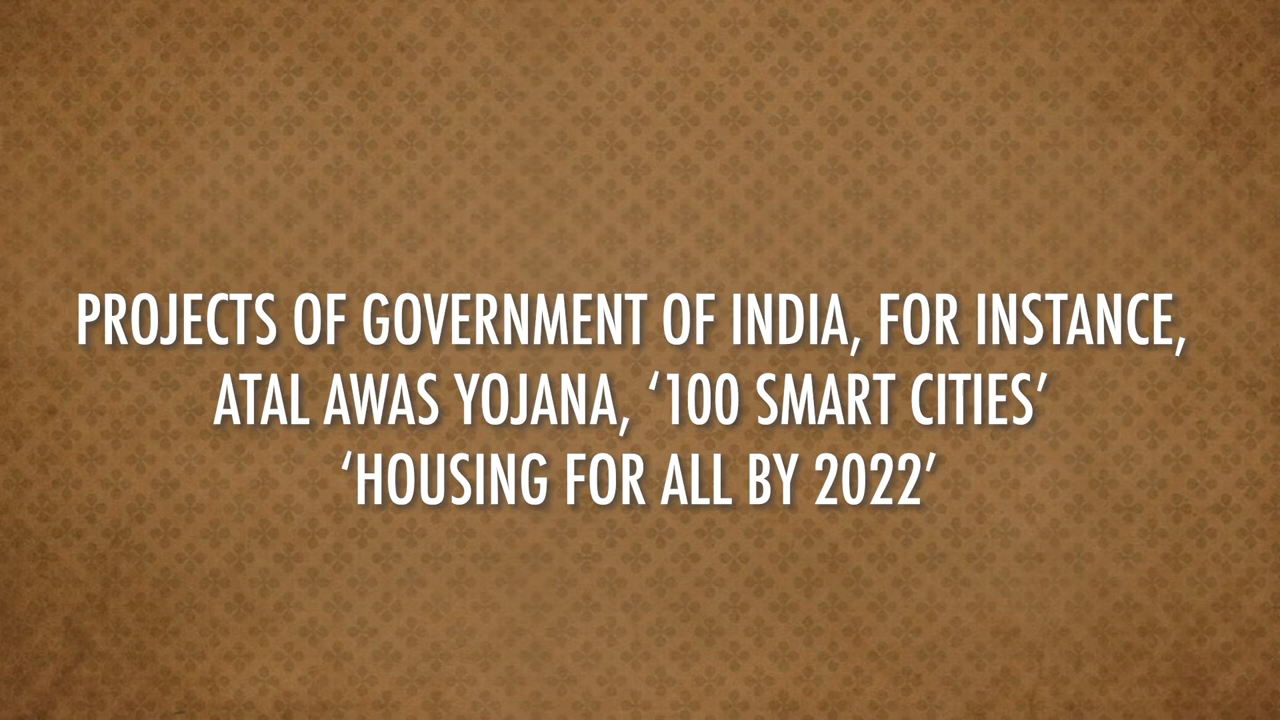 PROJECTS OF GOVERNMENT OF INDIA, FOR INSTANCE,
ATAL AWAS YOJANA, ‘100 SMART CITIES’
‘HOUSING FOR ALL BY 2022’